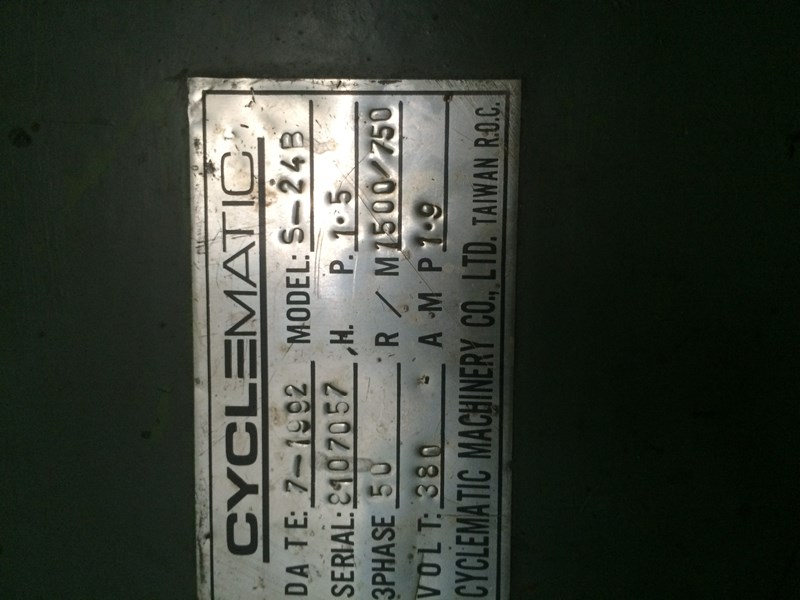 CYCLEMATIC
DATE: 7-1992 MODEL: S-24B
SERIAL: 8107057 H. P. 1.5
3PHASE 50 R/M 1500/750
VOLT: 380 AMP 1.9
CYCLEMATIC MACHINERY CO., LTD. TAIWAN R.O.C.